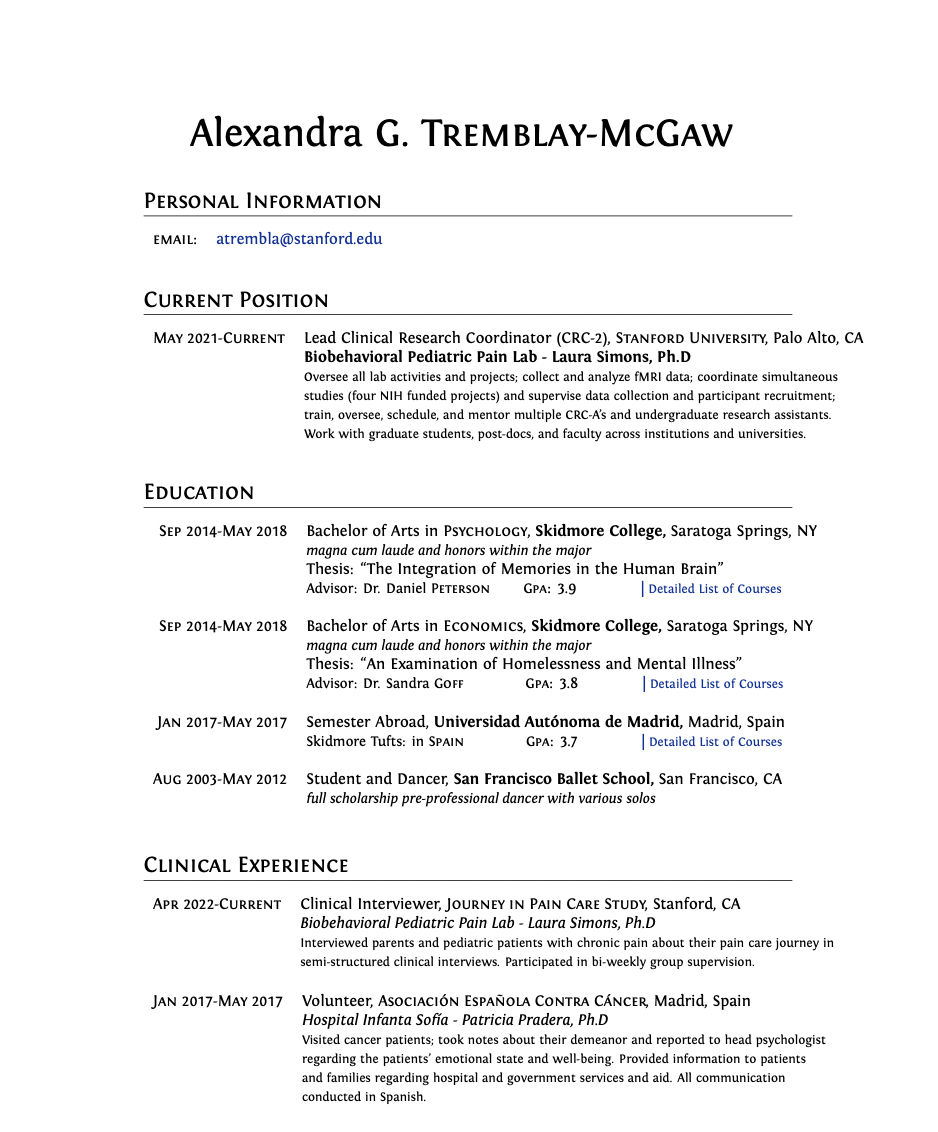 Alexandra G. Tremblay-McGaw
Personal Information
email: atrembla@stanford.edu
Current Position
May 2021-Current Lead Clinical Research Coordinator (CRC-2), Stanford University, Palo Alto, CA
Biobehavioral Pediatric Pain Lab - Laura Simons, Ph.D
Oversee all lab activities and projects; collect and analyze fMRI data; coordinate simultaneous
studies (four NIH funded projects) and supervise data collection and participant recruitment;
train, oversee, schedule, and mentor multiple CRC-A's and undergraduate research assistants.
Work with graduate students, post-docs, and faculty across institutions and universities.
Education
Sep 2014-May 2018 Bachelor of Arts in Psychology, Skidmore College, Saratoga Springs, NY
magna cum laude and honors within the major
Thesis: “The Integration of Memories in the Human Brain”
Advisor: Dr. Daniel Peterson Gpa: 3.9 | Detailed List of Courses
Sep 2014-May 2018 Bachelor of Arts in Economics, Skidmore College, Saratoga Springs, NY
magna cum laude and honors within the major
Thesis: “An Examination of Homelessness and Mental Illness”
Advisor: Dr. Sandra Goff Gpa: 3.8 | Detailed List of Courses
Jan 2017-May 2017 Semester Abroad, Universidad Autónoma de Madrid, Madrid, Spain
Skidmore Tufts: in Spain Gpa: 3.7 | Detailed List of Courses
Aug 2003-May 2012 Student and Dancer, San Francisco Ballet School, San Francisco, CA
full scholarship pre-professional dancer with various solos
Clinical Experience
Apr 2022-Current Clinical Interviewer, Journey in Pain Care Study, Stanford, CA
Biobehavioral Pediatric Pain Lab - Laura Simons, Ph.D
Interviewed parents and pediatric patients with chronic pain about their pain care journey in
semi-structured clinical interviews. Participated in bi-weekly group supervision.
Jan 2017-May 2017 Volunteer, Asociación Española Contra Cáncer, Madrid, Spain
Hospital Infanta Sofía - Patricia Pradera, Ph.D
Visited cancer patients; took notes about their demeanor and reported to head psychologist
regarding the patients' emotional state and well-being. Provided information to patients
and families regarding hospital and government services and aid. All communication
conducted in Spanish.